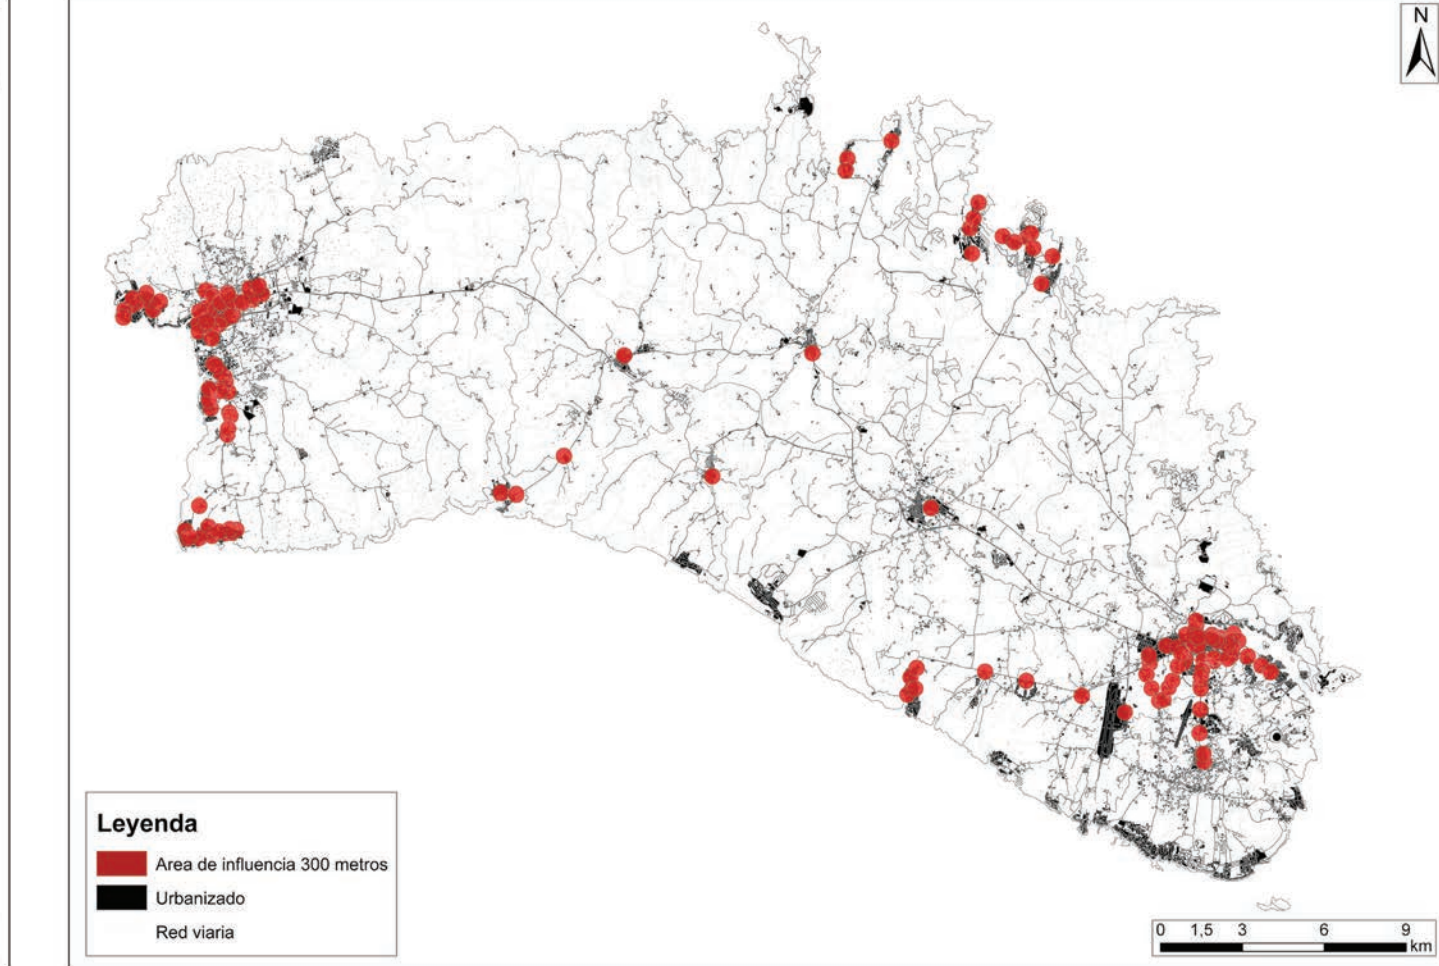 N
Leyenda
Area de influencia 300 metros
Urbanizado
Red viaria
0 1,5 3 6 9
km